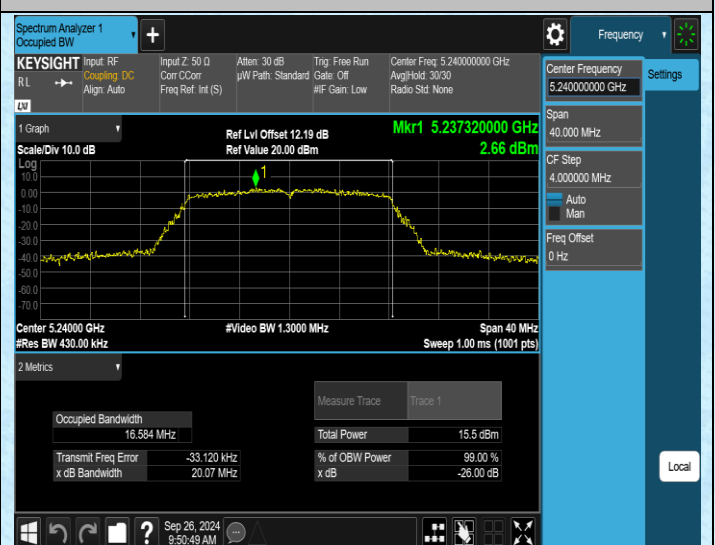 Spectrum Analyzer 1
Occupied BW
Frequency
KEYSIGHT
RL
LXI
Input: RF
Coupling: DC
Align: Auto
Input Z: 50 Ω
Corr CCorr
Freq Ref: Int (S)
Atten: 30 dB
µW Path: Standard
Trig: Free Run
Gate: Off
#IF Gain: Low
Center Freq: 5.240000000 GHz
Avg|Hold: 30/30
Radio Std: None
Center Frequency
5.240000000 GHz
Settings
Span
40.000 MHz
CF Step
4.000000 MHz
Auto
Man
Freq Offset
0 Hz
1 Graph
Scale/Div 10.0 dB
Ref Lvl Offset 12.19 dB
Ref Value 20.00 dBm
Mkr1 5.237320000 GHz
2.66 dBm
Log
10.0
0.00
-10.0
-20.0
-30.0
-40.0
-50.0
-60.0
-70.0
1
Center 5.24000 GHz
#Res BW 430.00 kHz
#Video BW 1.3000 MHz
Span 40 MHz
Sweep 1.00 ms (1001 pts)
2 Metrics
Measure Trace
Trace 1
Occupied Bandwidth
16.584 MHz
Total Power
15.5 dBm
Transmit Freq Error
-33.120 kHz
% of OBW Power
99.00 %
x dB Bandwidth
20.07 MHz
x dB
-26.00 dB
Local
?
Sep 26, 2024
9:50:49 AM